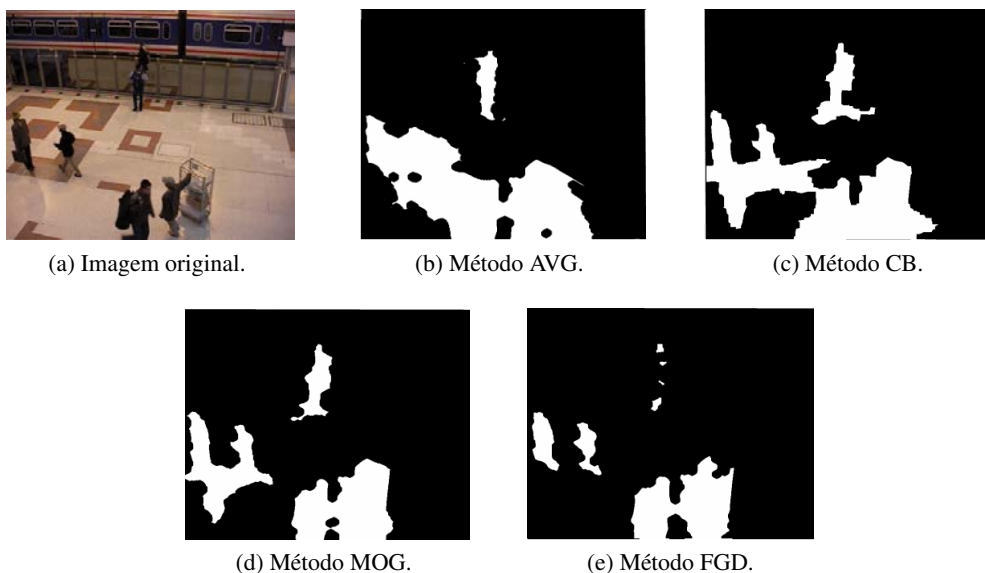 (a) Imagem original.
(b) Método AVG.
(c) Método CB.
(d) Método MOG.
(e) Método FGD.